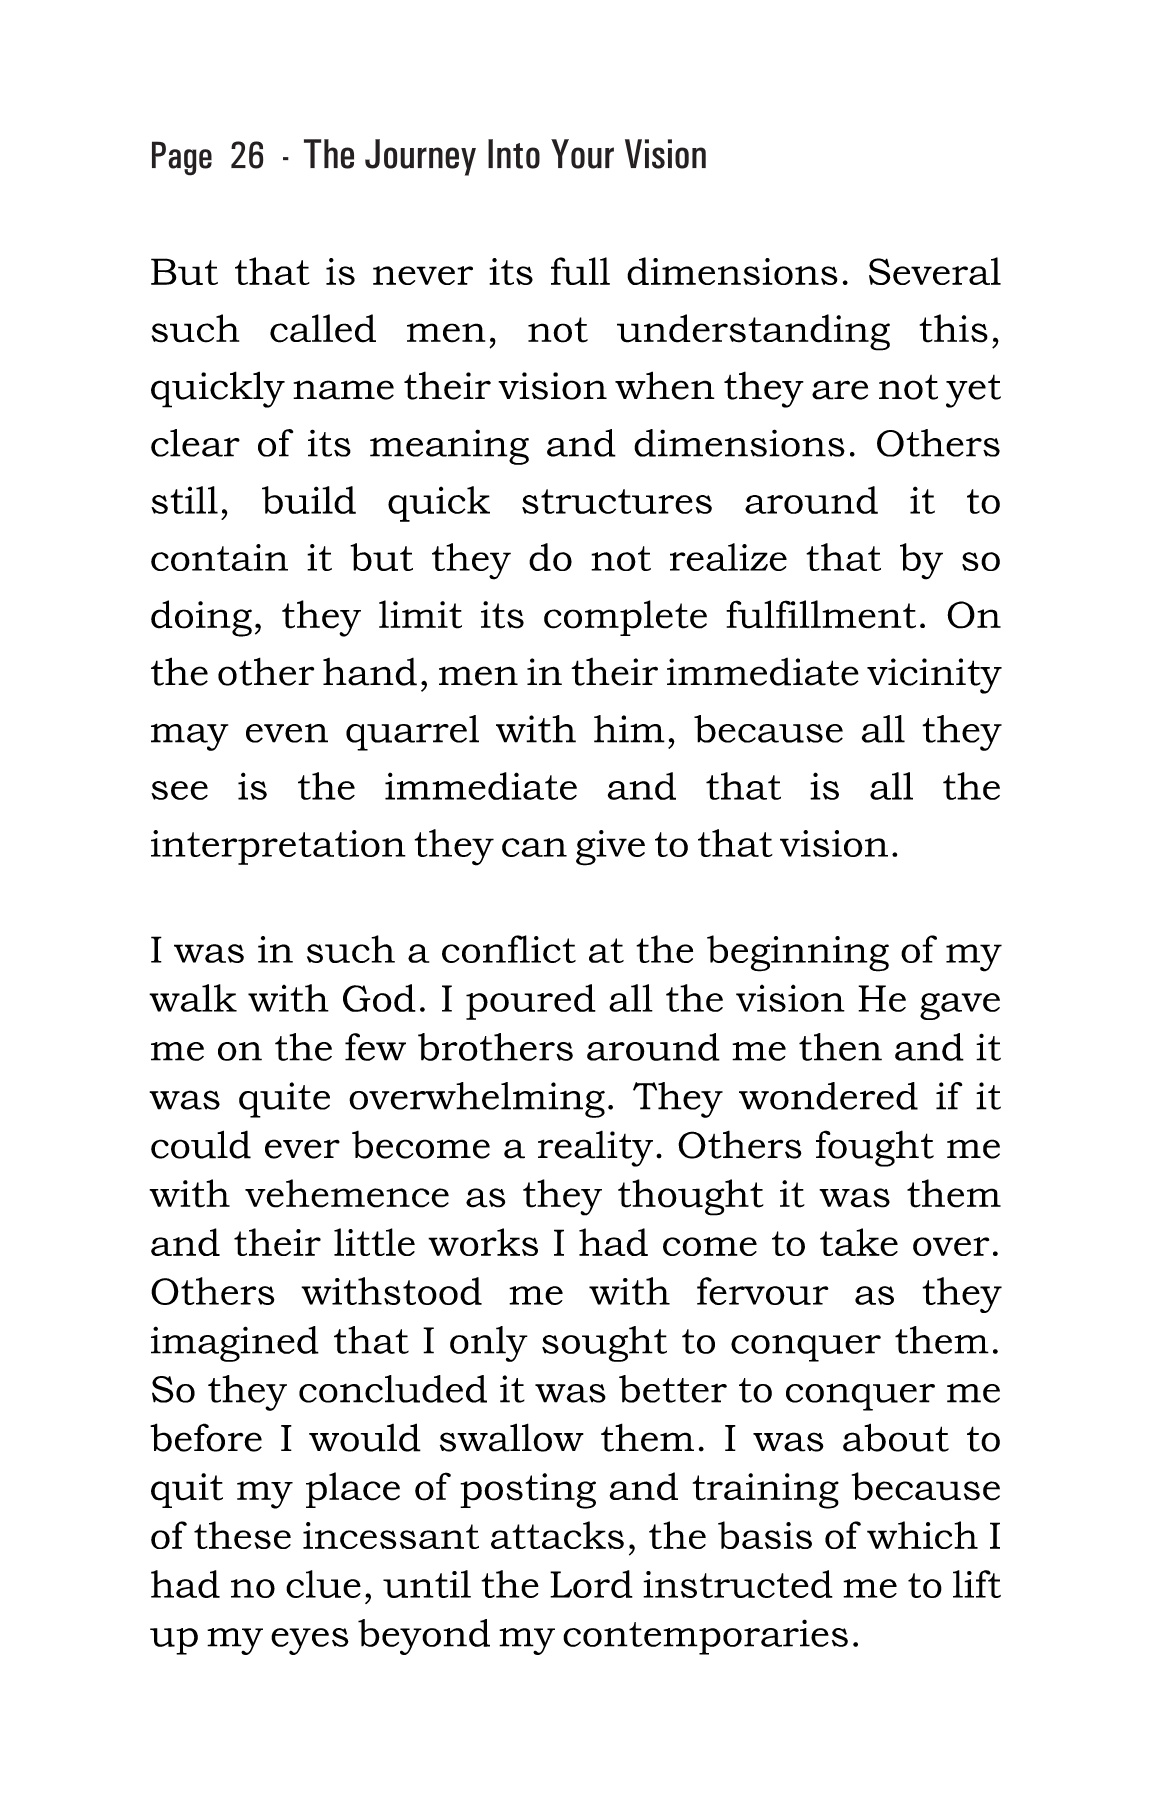 Page 26 - The Journey Into Your Vision
But that is never its full dimensions. Several
such called men, not understanding this,
quickly name their vision when they are not yet
clear of its meaning and dimensions. Others
still, build quick structures around it to
contain it but they do not realize that by so
doing, they limit its complete fulfillment. On
the other hand, men in their immediate vicinity
may even quarrel with him, because all they
see is the immediate and that is all the
interpretation they can give to that vision.
I was in such a conflict at the beginning of my
walk with God. I poured all the vision He gave
me on the few brothers around me then and it
was quite overwhelming. They wondered if it
could ever become a reality. Others fought me
with vehemence as they thought it was them
and their little works I had come to take over.
Others withstood me with fervour as they
imagined that I only sought to conquer them.
So they concluded it was better to conquer me
before I would swallow them. I was about to
quit my place of posting and training because
of these incessant attacks, the basis of which I
had no clue, until the Lord instructed me to lift
up my eyes beyond my contemporaries.